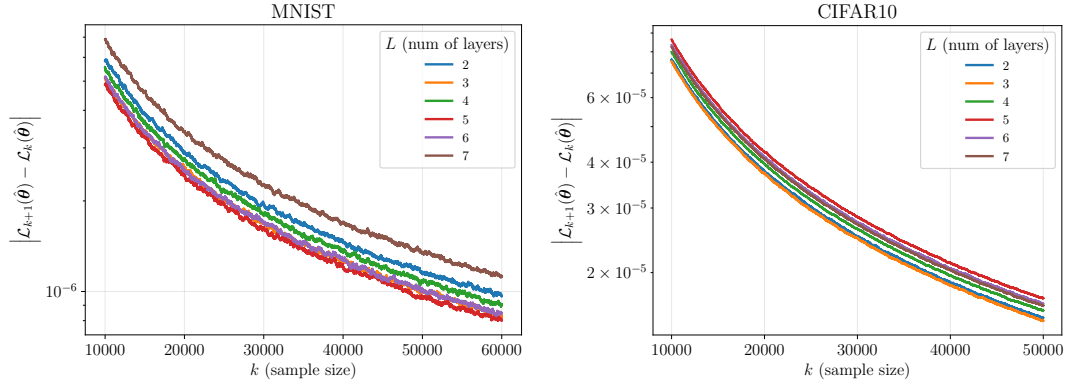 MNIST
|𝓛ₖ₊₁(θ̂) − 𝓛ₖ(θ̂)|
10⁻⁶
L (num of layers)
2
3
4
5
6
7
10000 20000 30000 40000 50000 60000
k (sample size)
CIFAR10
|𝓛ₖ₊₁(θ̂) − 𝓛ₖ(θ̂)|
6 × 10⁻⁵
4 × 10⁻⁵
3 × 10⁻⁵
2 × 10⁻⁵
L (num of layers)
2
3
4
5
6
7
10000 20000 30000 40000 50000
k (sample size)